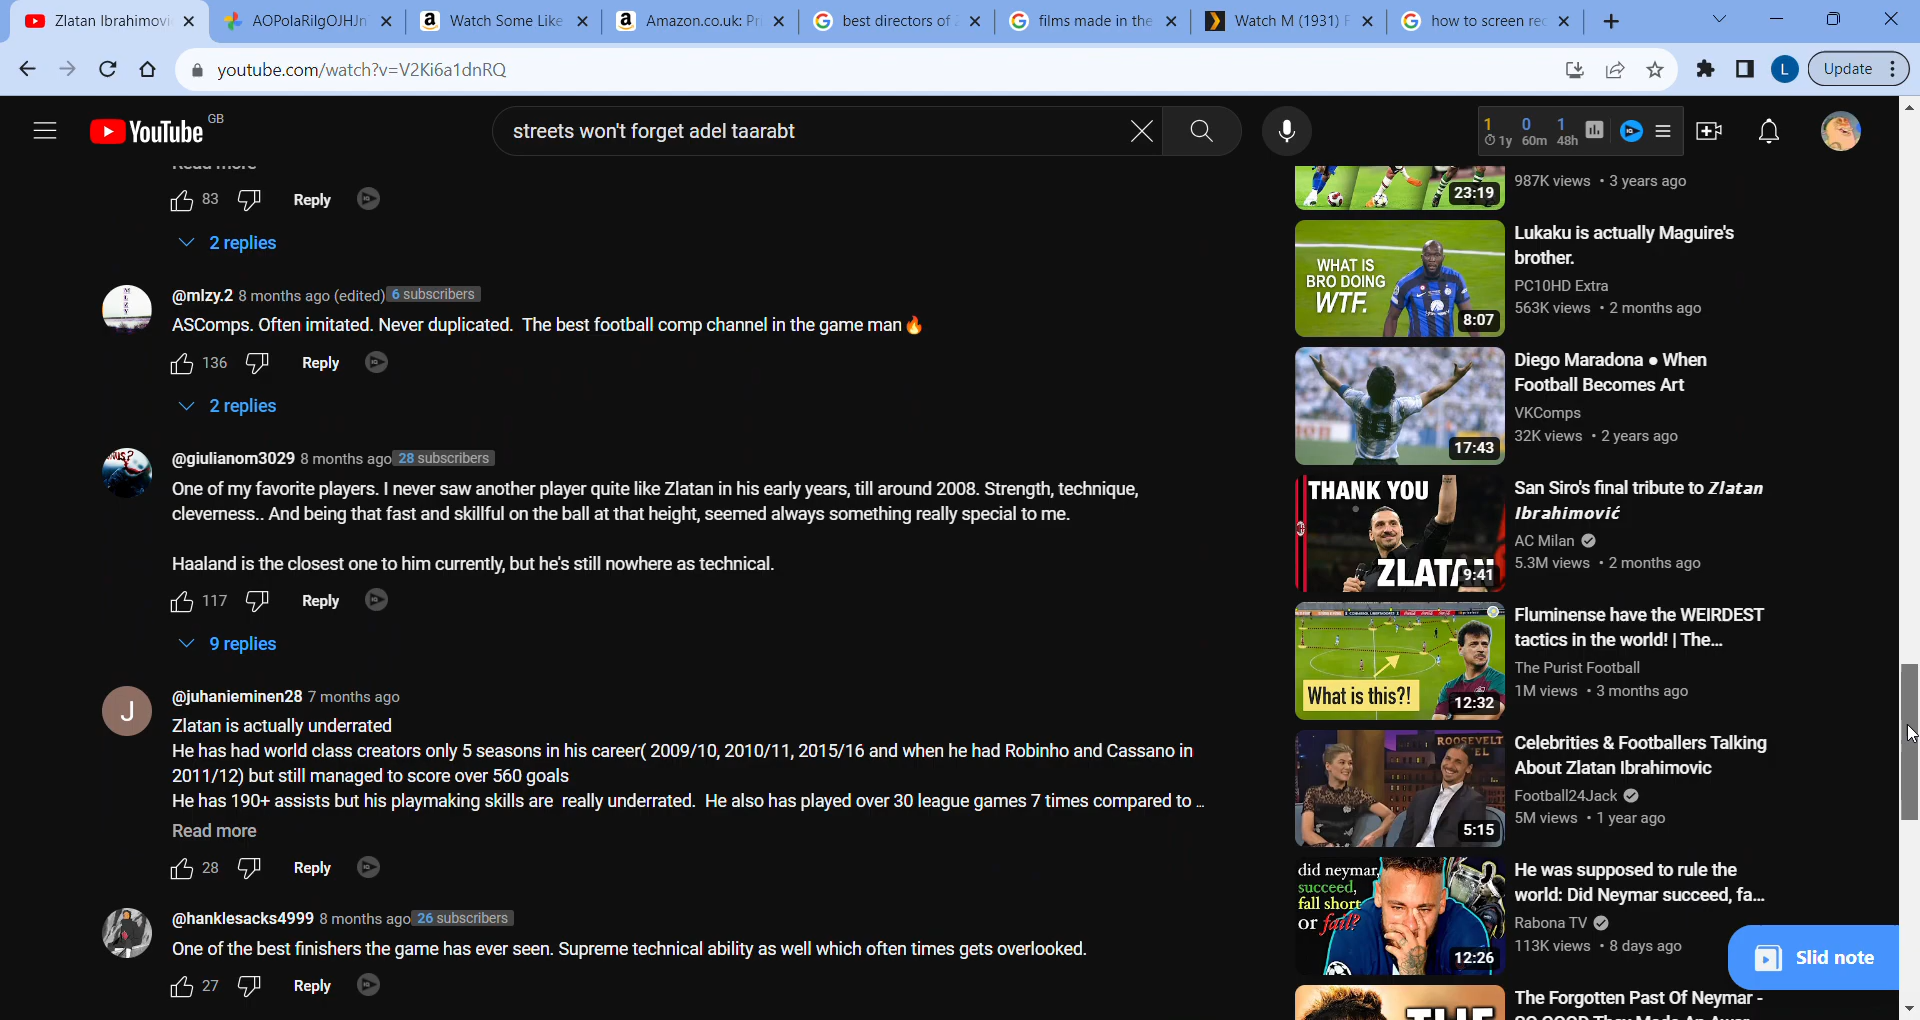 Zlatan Ibrahimovi
AOPolaRilgOJHJn
Watch Some Like
Amazon.co.uk: Pr
best directors of
films made in the
Watch M (1931) F
how to screen rec
youtube.com/watch?v=V2Ki6a1dnRQ
L
Update
YouTube GB
streets won't forget adel taarabt
1 0 1
1y 60m 48h
83 Reply
2 replies
@mlzy.2 8 months ago (edited) 6 subscribers
ASComps. Often imitated. Never duplicated. The best football comp channel in the game man🔥
136 Reply
2 replies
@giulianom3029 8 months ago 28 subscribers
One of my favorite players. I never saw another player quite like Zlatan in his early years, till around 2008. Strength, technique,
cleverness.. And being that fast and skillful on the ball at that height, seemed always something really special to me.
Haaland is the closest one to him currently, but he's still nowhere as technical.
117 Reply
9 replies
J
@juhanieminen28 7 months ago
Zlatan is actually underrated
He has had world class creators only 5 seasons in his career( 2009/10, 2010/11, 2015/16 and when he had Robinho and Cassano in
2011/12) but still managed to score over 560 goals
He has 190+ assists but his playmaking skills are really underrated. He also has played over 30 league games 7 times compared to ...
Read more
28 Reply
@hanklesacks4999 8 months ago 26 subscribers
One of the best finishers the game has ever seen. Supreme technical ability as well which often times gets overlooked.
27 Reply
23:19
987K views • 3 years ago
WHAT IS
BRO DOING
WTF.
8:07
Lukaku is actually Maguire's
brother.
PC10HD Extra
563K views • 2 months ago
17:43
Diego Maradona ● When
Football Becomes Art
VKComps
32K views • 2 years ago
THANK YOU
ZLATAN
9:41
San Siro's final tribute to Zlatan
Ibrahimović
AC Milan
5.3M views • 2 months ago
What is this?!
12:32
Fluminense have the WEIRDEST
tactics in the world! | The...
The Purist Football
1M views • 3 months ago
ROOSEVELT
5:15
Celebrities & Footballers Talking
About Zlatan Ibrahimovic
Football24Jack
5M views • 1 year ago
did neymar
succeed,
fall short
or fail?
12:26
He was supposed to rule the
world: Did Neymar succeed, fa...
Rabona TV
113K views • 8 days ago
Slid note
THE
The Forgotten Past Of Neymar -